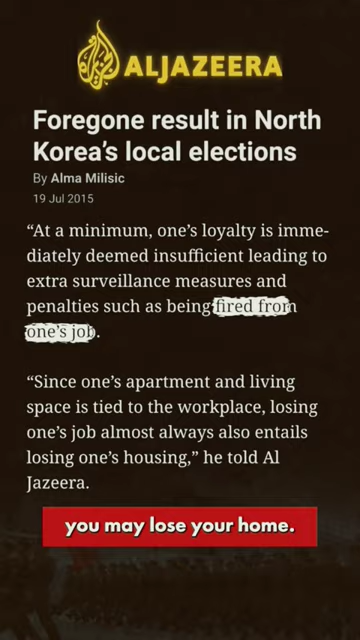 ALJAZEERA
Foregone result in North
Korea's local elections
By Alma Milisic
19 Jul 2015
“At a minimum, one's loyalty is imme-
diately deemed insufficient leading to
extra surveillance measures and
penalties such as being fired from
one's job.
“Since one's apartment and living
space is tied to the workplace, losing
one's job almost always also entails
losing one's housing,” he told Al
Jazeera.
you may lose your home.